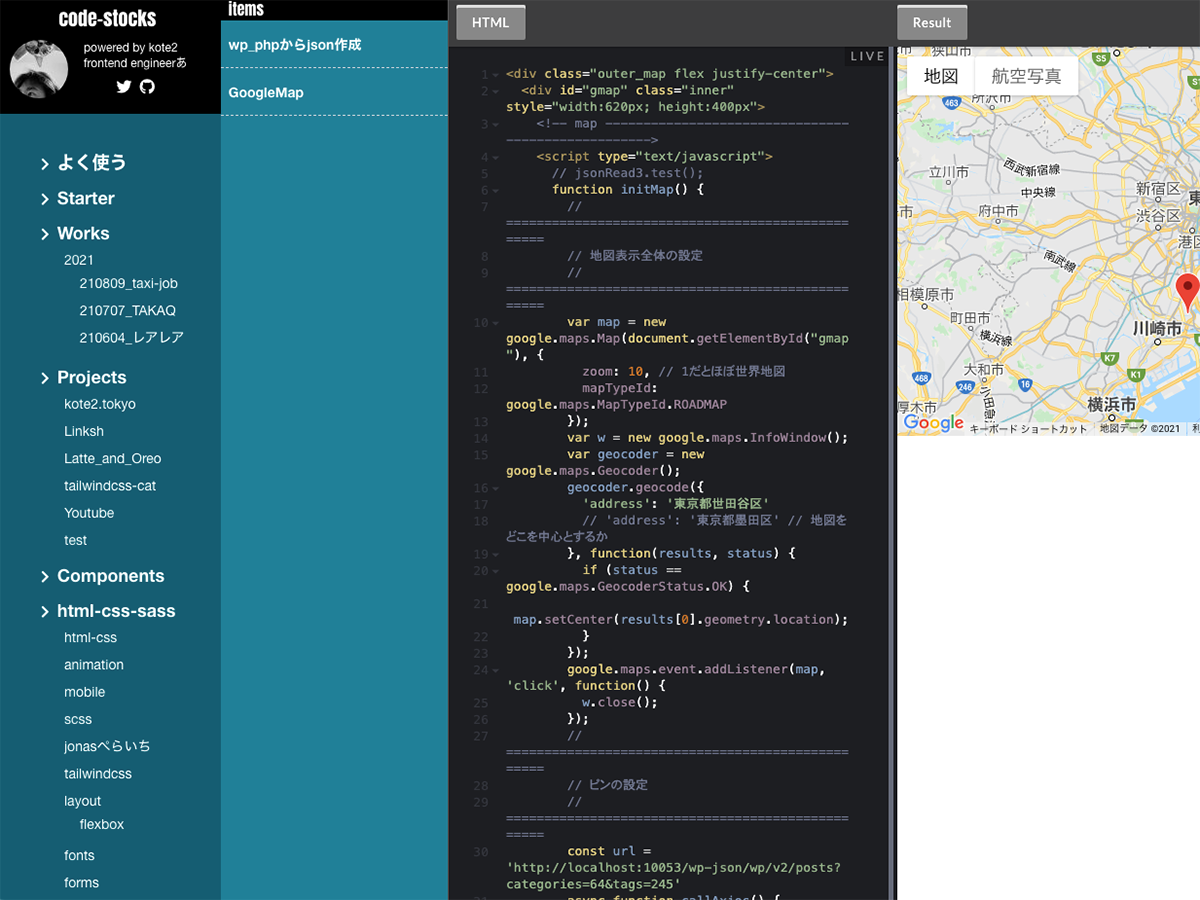 code-stocks
powered by kote2
frontend engineerあ
よく使う
Starter
Works
2021
210809_taxi-job
210707_TAKAQ
210604_レアレア
Projects
kote2.tokyo
Linksh
Latte_and_Oreo
tailwindcss-cat
Youtube
test
Components
html-css-sass
html-css
animation
mobile
scss
jonasぺらいち
tailwindcss
layout
flexbox
fonts
forms
items
wp_phpからjson作成
GoogleMap
HTML
LIVE
1 <div class="outer_map flex justify-center">
2 <div id="gmap" class="inner"
style="width:620px; height:400px">
3 <!-- map --------------------------------
------------------->
4 <script type="text/javascript">
5 // jsonRead3.test();
6 function initMap() {
7 //
=============================================
=====
8 // 地図表示全体の設定
9 //
=============================================
=====
10 var map = new
google.maps.Map(document.getElementById("gmap
"), {
11 zoom: 10, // 1だとほぼ世界地図
12 mapTypeId:
google.maps.MapTypeId.ROADMAP
13 });
14 var w = new google.maps.InfoWindow();
15 var geocoder = new
google.maps.Geocoder();
16 geocoder.geocode({
17 'address': '東京都世田谷区'
18 // 'address': '東京都墨田区' // 地図を
どこを中心とするか
19 }, function(results, status) {
20 if (status ==
google.maps.GeocoderStatus.OK) {
21
map.setCenter(results[0].geometry.location);
22 }
23 });
24 google.maps.event.addListener(map,
'click', function() {
25 w.close();
26 });
27 //
=============================================
=====
28 // ピンの設定
29 //
=============================================
=====
30 const url =
'http://localhost:10053/wp-json/wp/v2/posts?
categories=64&tags=245'
Result
地図
航空写真
狭山市
S5
所沢市
463
西武新宿線
立川市
中央線
新宿区
府中市
渋谷区
港区
南武線
相模原市
町田市
川崎市
横浜線
K7
大和市
K1
468
246
16
小田急
厚木市
横浜市
Google
キーボード ショートカット
地図データ ©2021